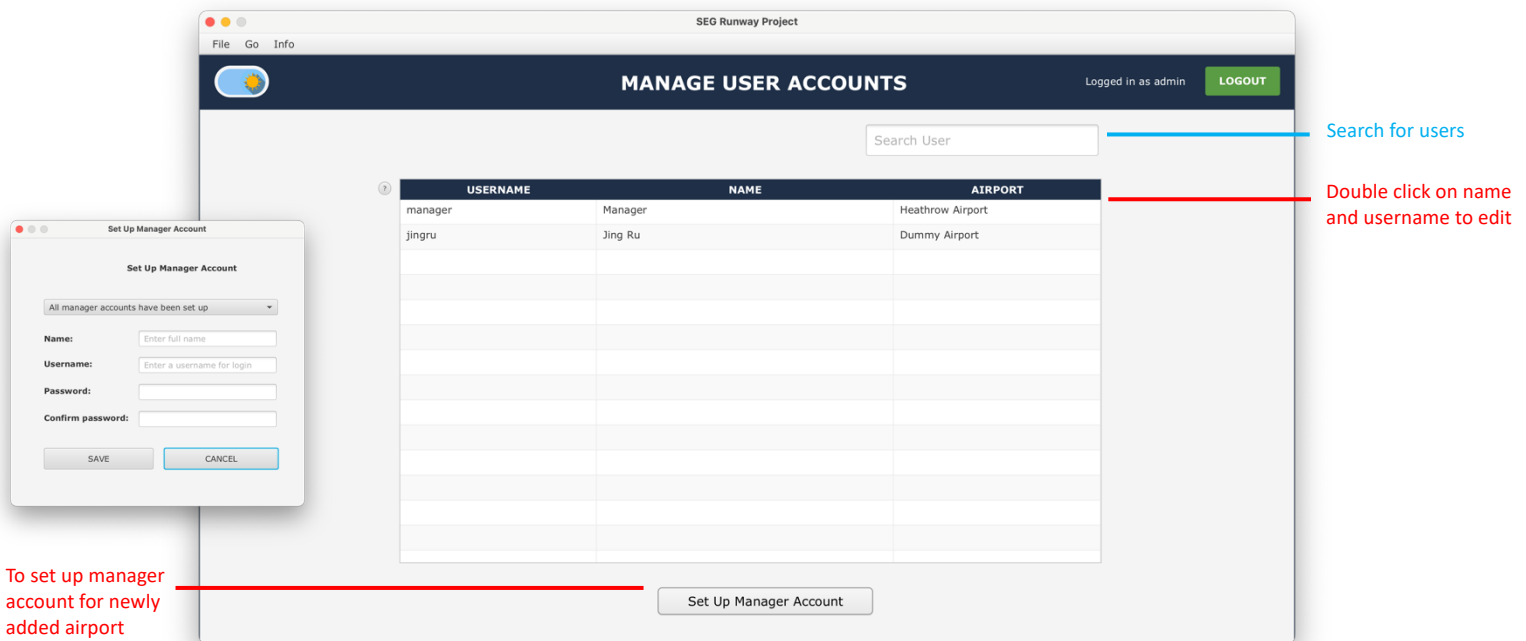 SEG Runway Project
File Go Info
MANAGE USER ACCOUNTS
Logged in as admin
LOGOUT
Search User
Search for users
?
USERNAME NAME AIRPORT
manager Manager Heathrow Airport
jingru Jing Ru Dummy Airport
Double click on name
and username to edit
Set Up Manager Account
Set Up Manager Account
All manager accounts have been set up
Name: Enter full name
Username: Enter a username for login
Password:
Confirm password:
SAVE CANCEL
To set up manager
account for newly
added airport
Set Up Manager Account